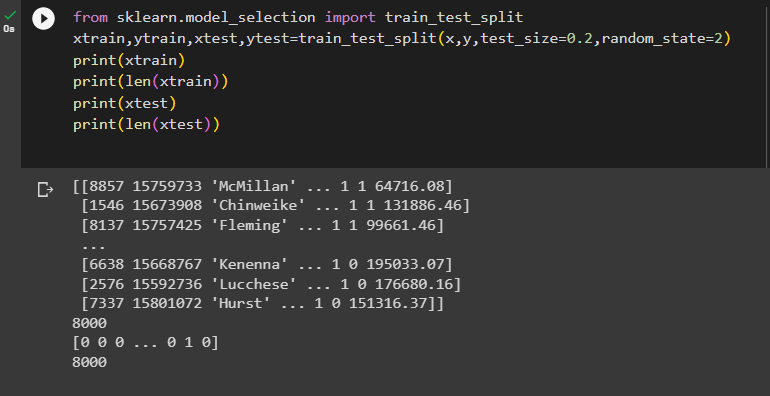 from sklearn.model_selection import train_test_split
0s
xtrain,ytrain,xtest,ytest=train_test_split(x,y,test_size=0.2,random_state=2)
print(xtrain)
print(len(xtrain))
print(xtest)
print(len(xtest))
[[8857 15759733 'McMillan' ... 1 1 64716.08]
[1546 15673908 'Chinweike' ... 1 1 131886.46]
[8137 15757425 'Fleming' ... 1 1 99661.46]
...
[6638 15668767 'Kenenna' ... 1 0 195033.07]
[2576 15592736 'Lucchese' ... 1 0 176680.16]
[7337 15801072 'Hurst' ... 1 0 151316.37]]
8000
[0 0 0 ... 0 1 0]
8000